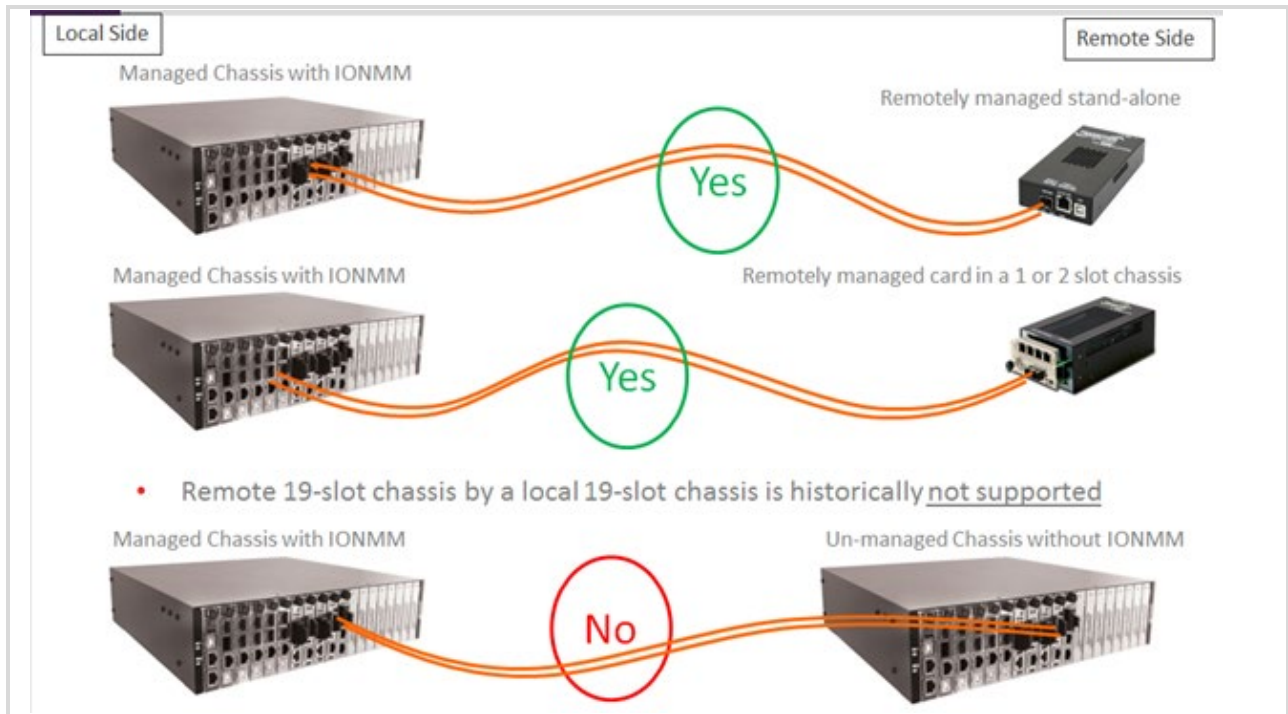 Local Side
Remote Side
Managed Chassis with IONMM
Remotely managed stand-alone
Yes
Managed Chassis with IONMM
Remotely managed card in a 1 or 2 slot chassis
Yes
• Remote 19-slot chassis by a local 19-slot chassis is historically not supported
Managed Chassis with IONMM
Un-managed Chassis without IONMM
No